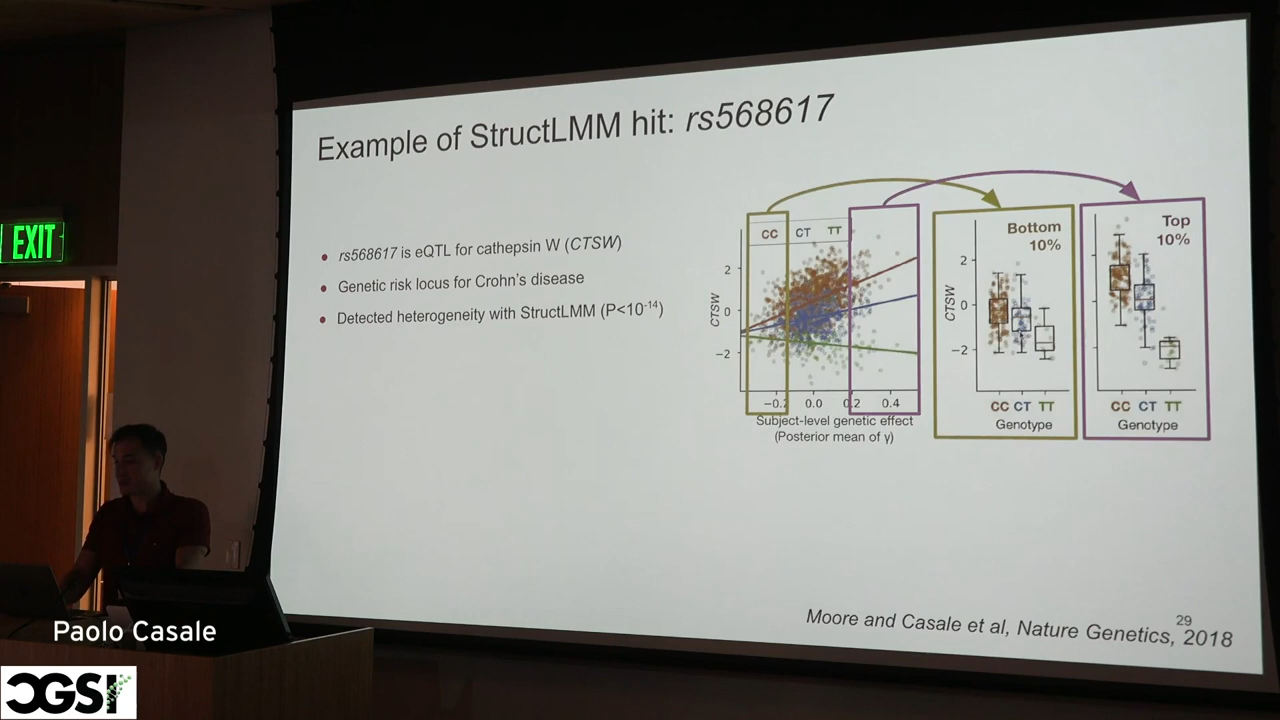 Example of StructLMM hit: rs568617
EXIT
• rs568617 is eQTL for cathepsin W (CTSW)
• Genetic risk locus for Crohn's disease
• Detected heterogeneity with StructLMM (P<10-14)
CC CT TT
CTSW
2
0
−2
−0.2 0.0 0.2 0.4
Subject-level genetic effect
(Posterior mean of γ)
Bottom
10%
CTSW
2
0
−2
CC CT TT
Genotype
Top
10%
CC CT TT
Genotype
Moore and Casale et al, Nature Genetics, 2018
29
Paolo Casale
CGSI